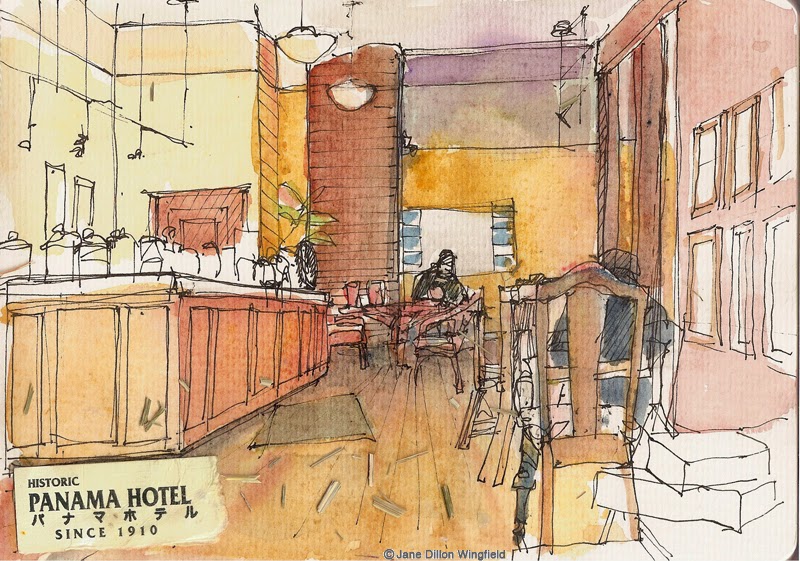 HISTORIC
PANAMA HOTEL
パナマホテル
SINCE 1910
© Jane Dillon Wingfield